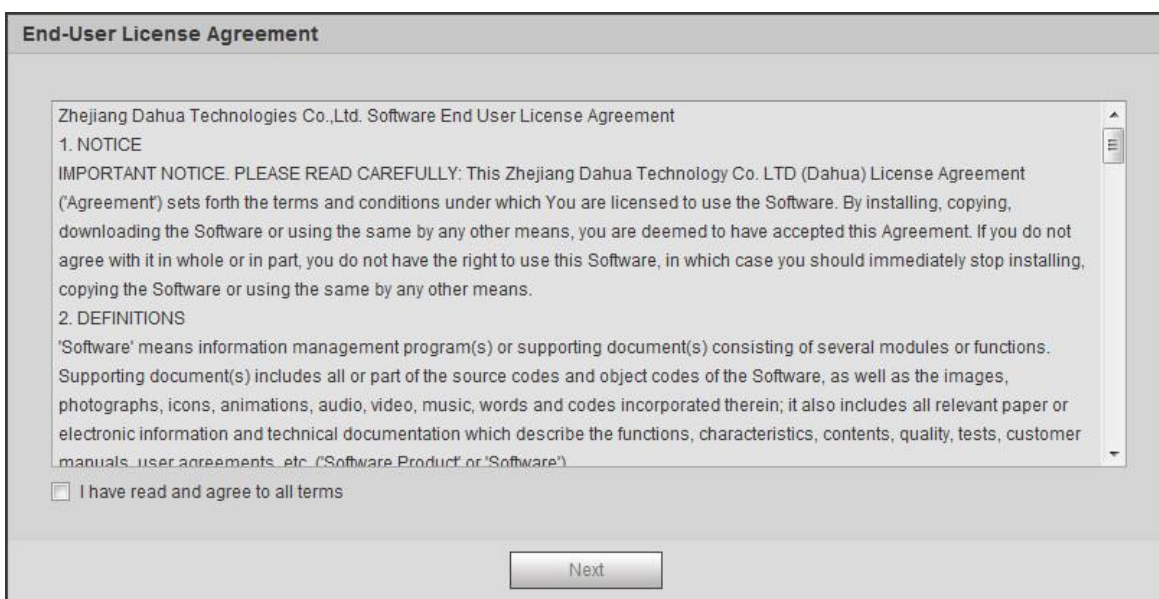 End-User License Agreement
Zhejiang Dahua Technologies Co.,Ltd. Software End User License Agreement
1. NOTICE
IMPORTANT NOTICE. PLEASE READ CAREFULLY: This Zhejiang Dahua Technology Co. LTD (Dahua) License Agreement
('Agreement') sets forth the terms and conditions under which You are licensed to use the Software. By installing, copying,
downloading the Software or using the same by any other means, you are deemed to have accepted this Agreement. If you do not
agree with it in whole or in part, you do not have the right to use this Software, in which case you should immediately stop installing,
copying the Software or using the same by any other means.
2. DEFINITIONS
'Software' means information management program(s) or supporting document(s) consisting of several modules or functions.
Supporting document(s) includes all or part of the source codes and object codes of the Software, as well as the images,
photographs, icons, animations, audio, video, music, words and codes incorporated therein; it also includes all relevant paper or
electronic information and technical documentation which describe the functions, characteristics, contents, quality, tests, customer
manuals, user agreements, etc. ('Software Product' or 'Software')
I have read and agree to all terms
Next